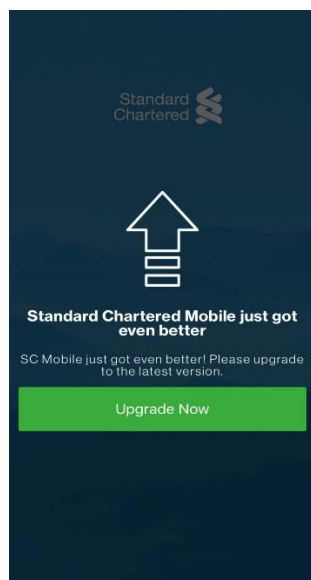 Standard
Chartered
Standard Chartered Mobile just got
even better
SC Mobile just got even better! Please upgrade
to the latest version.
Upgrade Now